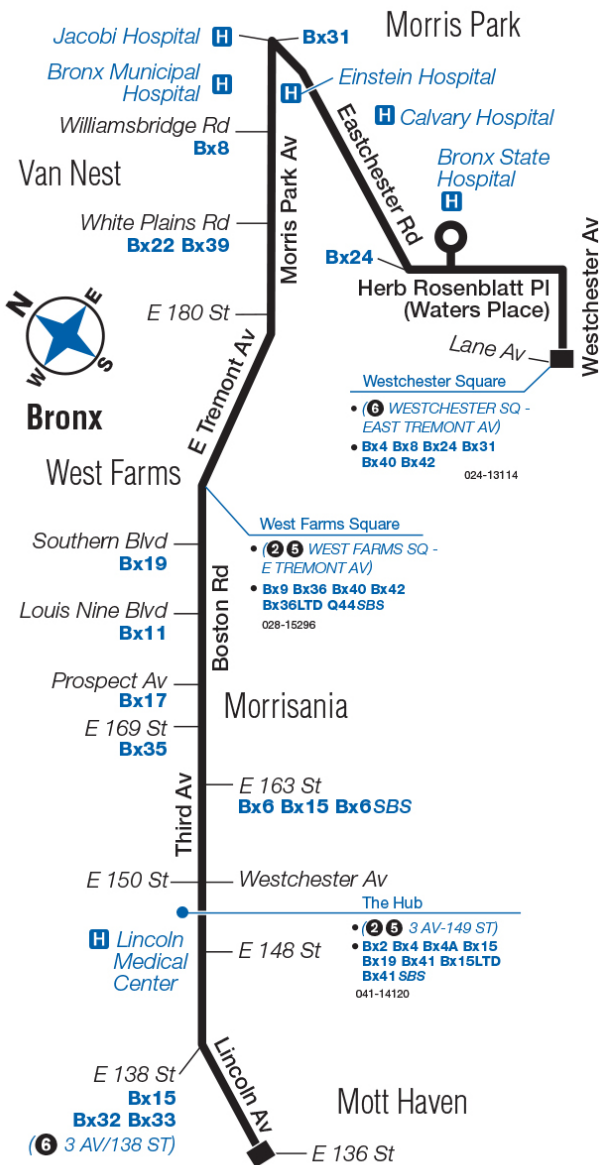 Morris Park
Jacobi Hospital H
Bx31
Bronx Municipal
Hospital H
H Einstein Hospital
H Calvary Hospital
Williamsbridge Rd
Bx8
Van Nest
Bronx State
Hospital
H
Morris Park Av
Eastchester Rd
White Plains Rd
Bx22 Bx39
Bx24
Herb Rosenblatt Pl
(Waters Place)
Westchester Av
Lane Av
N
E
W
S
Bronx
E 180 St
E Tremont Av
Westchester Square
• (6 WESTCHESTER SQ -
EAST TREMONT AV)
• Bx4 Bx8 Bx24 Bx31
Bx40 Bx42
024-13114
West Farms
West Farms Square
• (2 5 WEST FARMS SQ -
E TREMONT AV)
• Bx9 Bx36 Bx40 Bx42
Bx36LTD Q44SBS
028-15296
Southern Blvd
Bx19
Boston Rd
Louis Nine Blvd
Bx11
Prospect Av
Bx17
Morrisania
E 169 St
Bx35
Third Av
E 163 St
Bx6 Bx15 Bx6SBS
E 150 St
Westchester Av
The Hub
• (2 5 3 AV-149 ST)
• Bx2 Bx4 Bx4A Bx15
Bx19 Bx41 Bx15LTD
Bx41SBS
041-14120
H Lincoln
Medical
Center
E 148 St
Lincoln Av
E 138 St
Bx15
Bx32 Bx33
(6 3 AV/138 ST)
Mott Haven
E 136 St